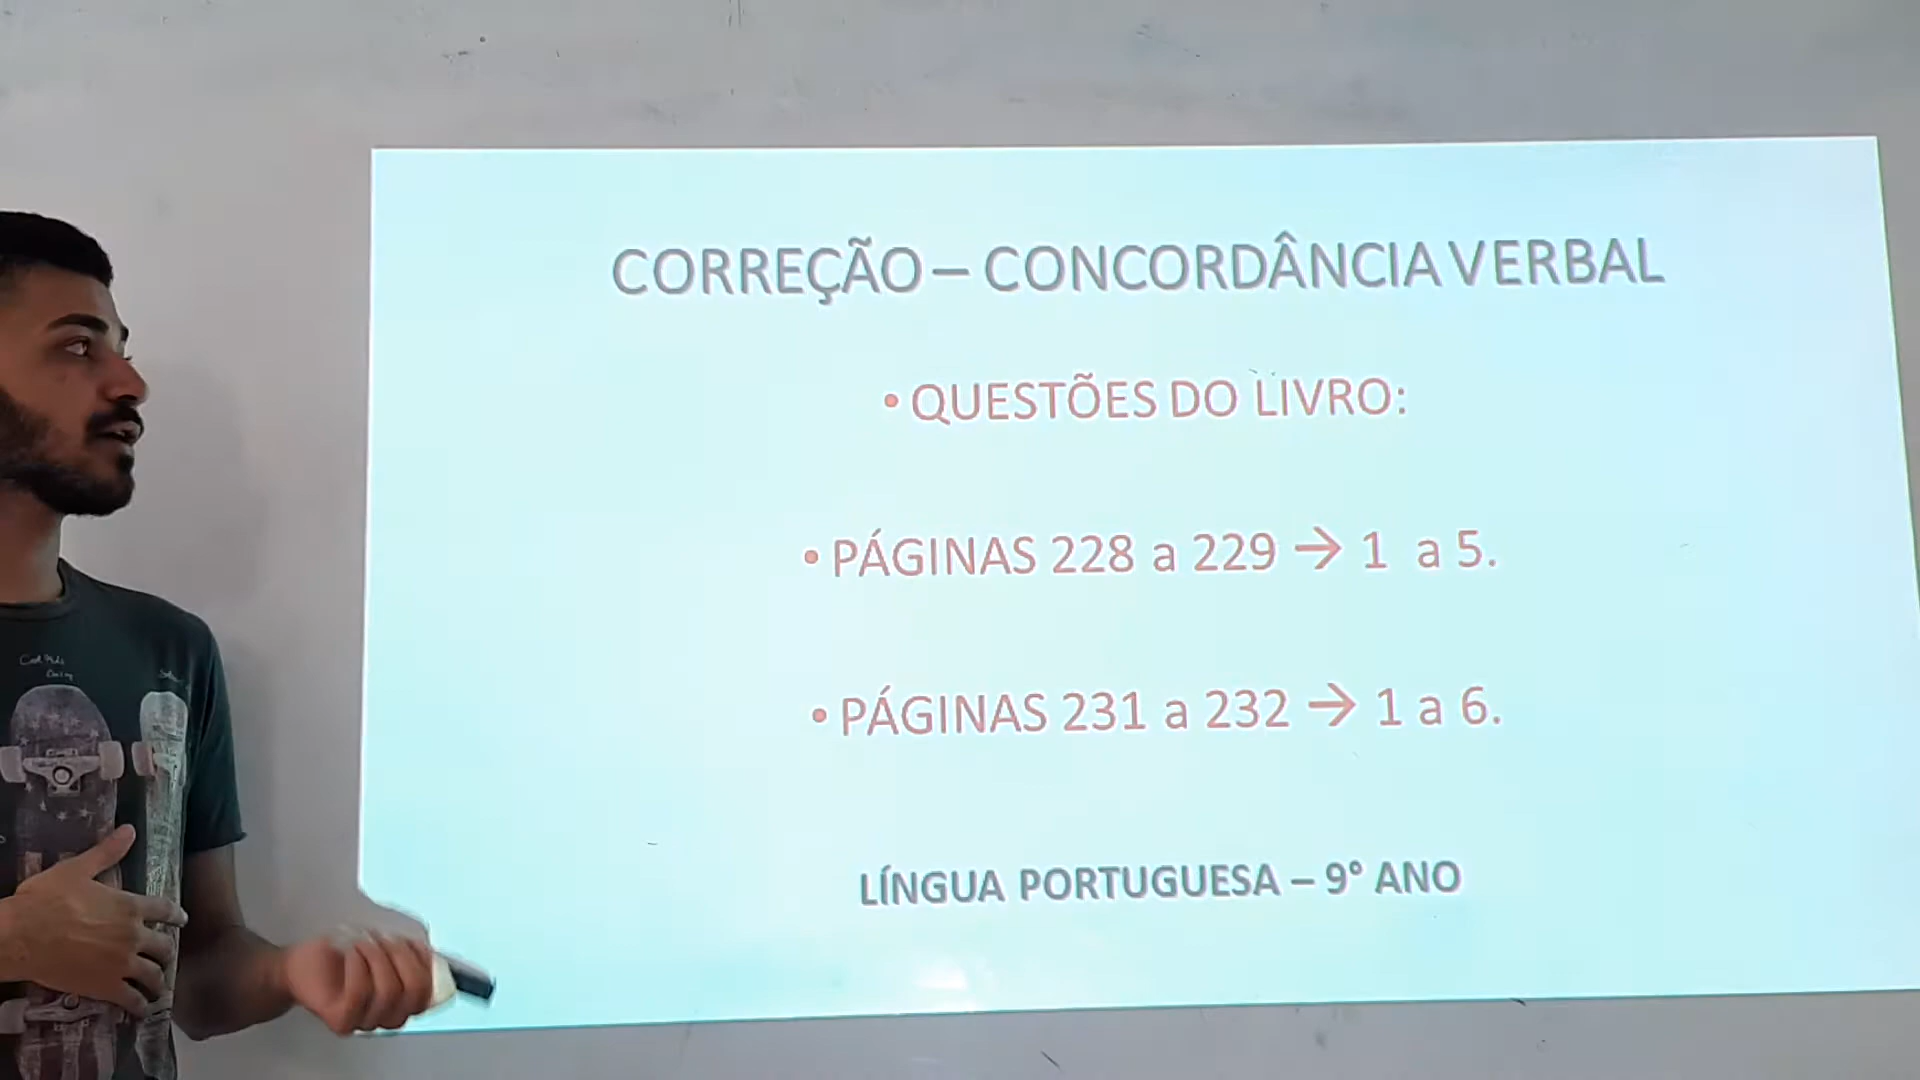 CORREÇÃO – CONCORDÂNCIA VERBAL
• QUESTÕES DO LIVRO:
• PÁGINAS 228 a 229 → 1 a 5.
• PÁGINAS 231 a 232 → 1 a 6.
LÍNGUA PORTUGUESA – 9° ANO